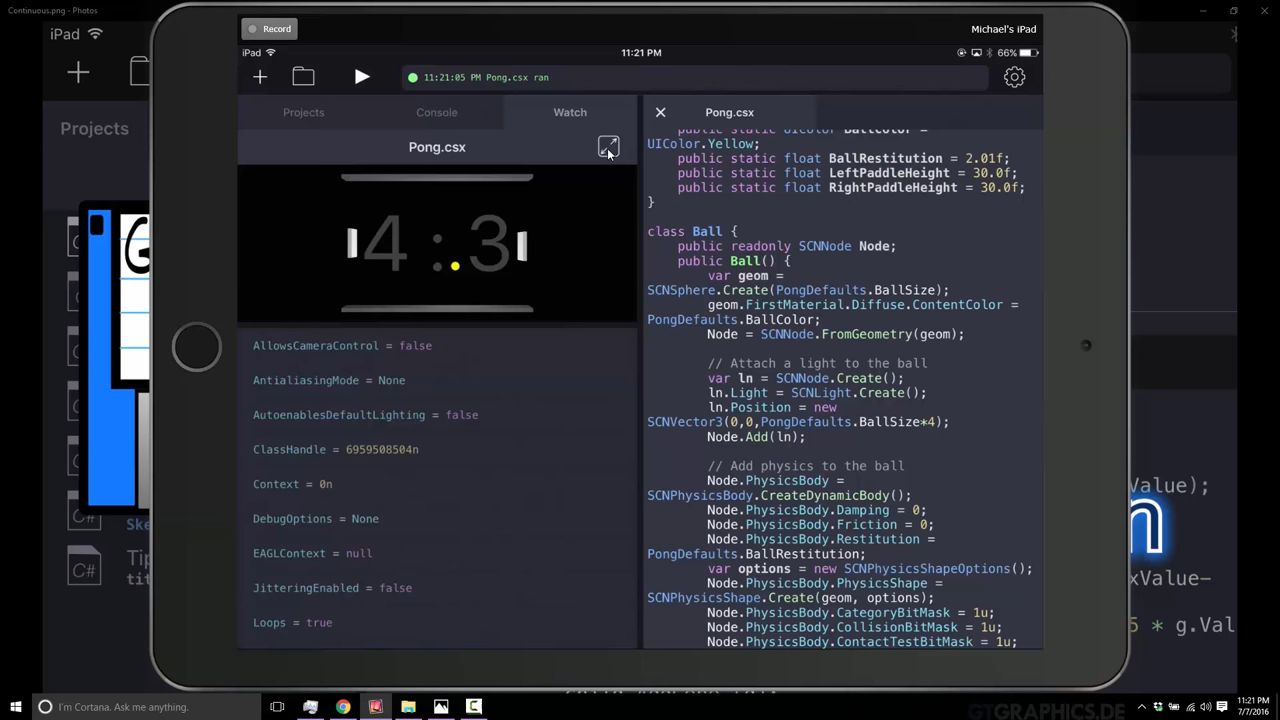 Continuous.png - Photos
iPad
Projects
Record
Michael's iPad
iPad
11:21 PM
66%
11:21:05 PM Pong.csx ran
Projects
Console
Watch
Pong.csx
Pong.csx
4 : 3
AllowsCameraControl = false
AntialiasingMode = None
AutoenablesDefaultLighting = false
ClassHandle = 6959508504n
Context = 0n
DebugOptions = None
EAGLContext = null
JitteringEnabled = false
Loops = true
public static UIColor BallColor =
UIColor.Yellow;
public static float BallRestitution = 2.01f;
public static float LeftPaddleHeight = 30.0f;
public static float RightPaddleHeight = 30.0f;
}
class Ball {
public readonly SCNNode Node;
public Ball() {
var geom =
SCNSphere.Create(PongDefaults.BallSize);
geom.FirstMaterial.Diffuse.ContentColor =
PongDefaults.BallColor;
Node = SCNNode.FromGeometry(geom);
// Attach a light to the ball
var ln = SCNNode.Create();
ln.Light = SCNLight.Create();
ln.Position = new
SCNVector3(0,0,PongDefaults.BallSize*4);
Node.Add(ln);
// Add physics to the ball
Node.PhysicsBody =
SCNPhysicsBody.CreateDynamicBody();
Node.PhysicsBody.Damping = 0;
Node.PhysicsBody.Friction = 0;
Node.PhysicsBody.Restitution =
PongDefaults.BallRestitution;
var options = new SCNPhysicsShapeOptions();
Node.PhysicsBody.PhysicsShape =
SCNPhysicsShape.Create(geom, options);
Node.PhysicsBody.CategoryBitMask = 1u;
Node.PhysicsBody.CollisionBitMask = 1u;
Node.PhysicsBody.ContactTestBitMask = 1u;
G
C#
Ske
C#
Tip
tit
Value);
n
xValue-
5 * g.Val
I'm Cortana. Ask me anything.
GTGRAPHICS.DE
11:21 PM
7/7/2016